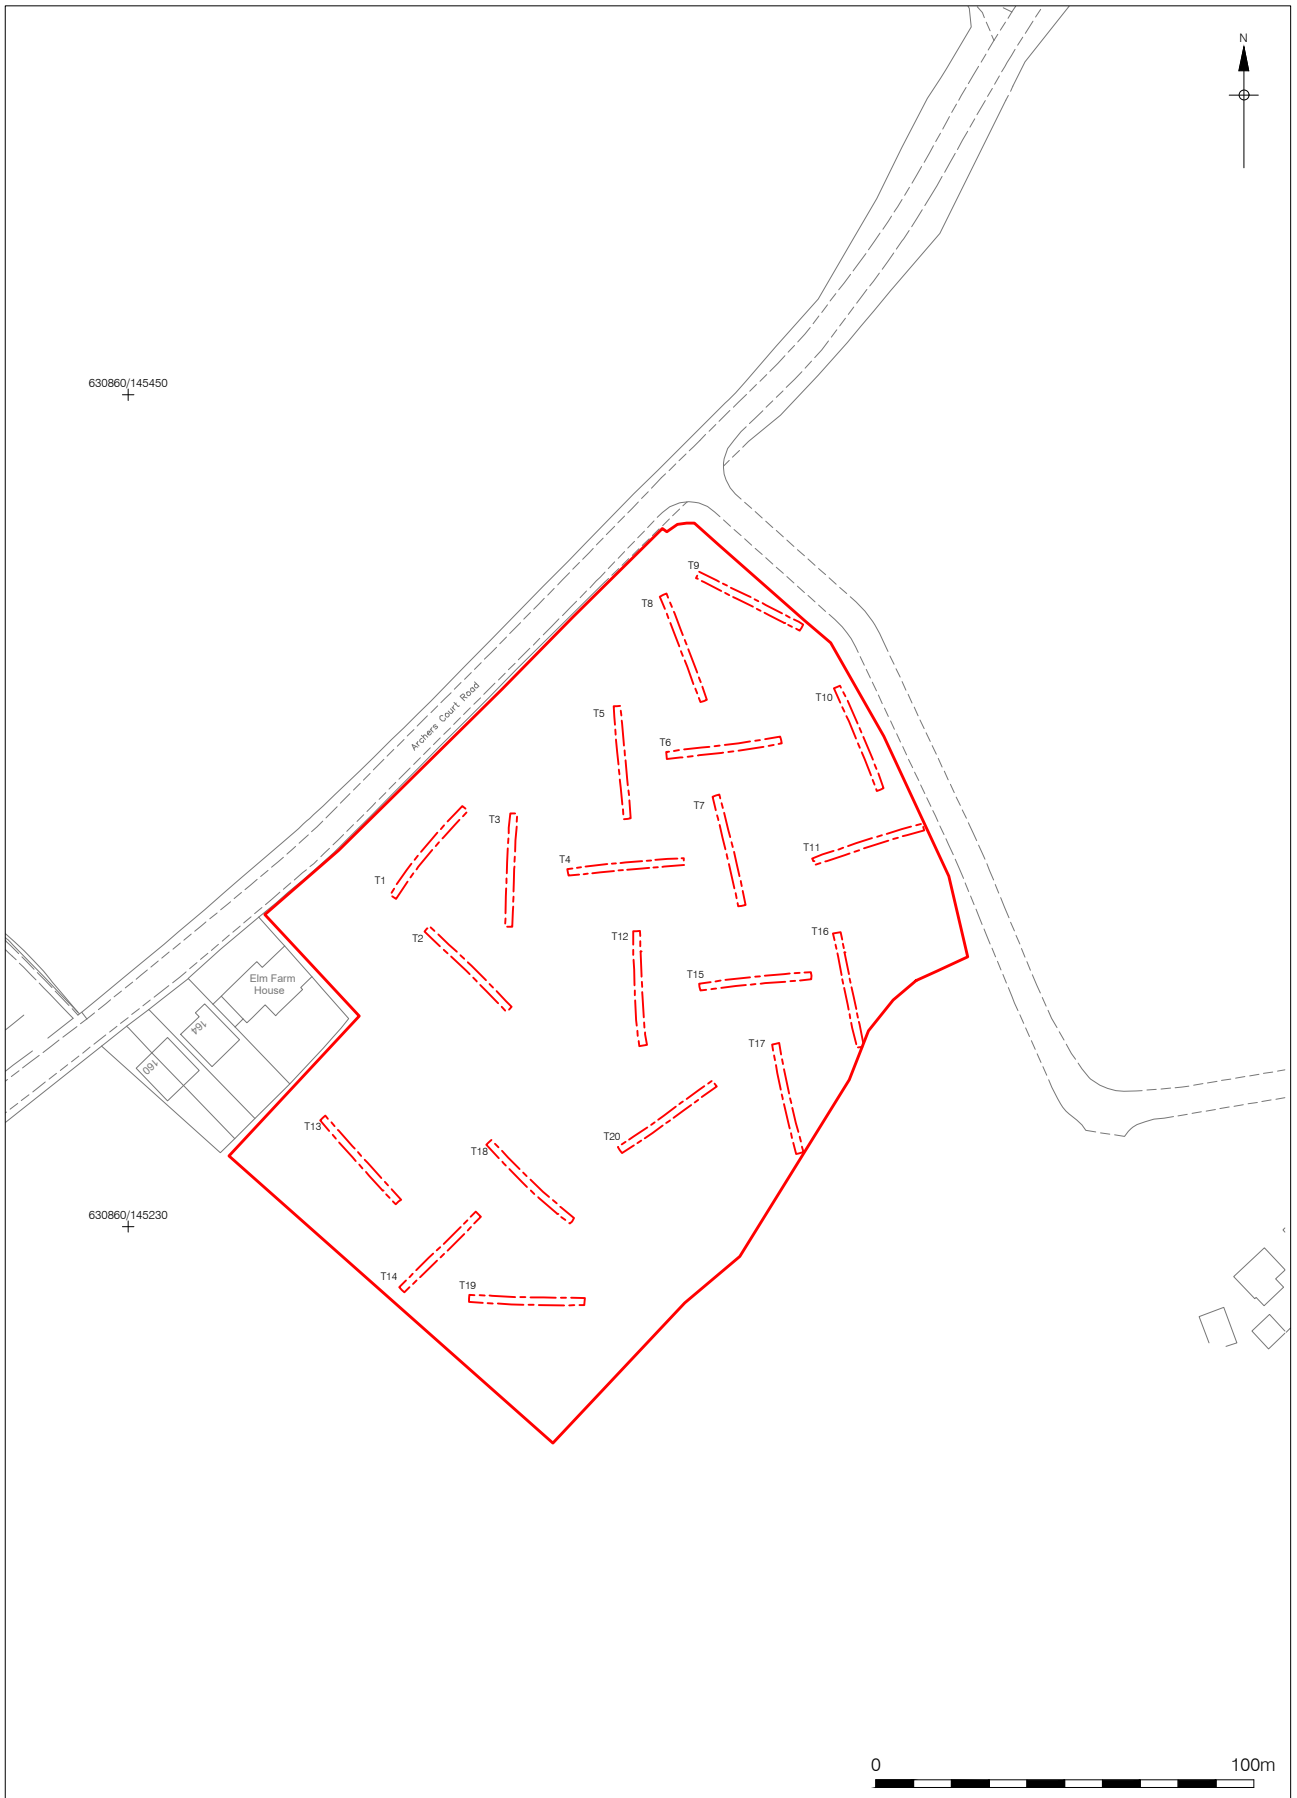 N
630860/145450
T9
T8
Archers Court Road
T10
T5
T6
T7
T3
T11
T4
T1
T2
T12
T16
Elm Farm
House
T15
164
T17
160
T13
T20
T18
630860/145230
T14
T19
0 100m